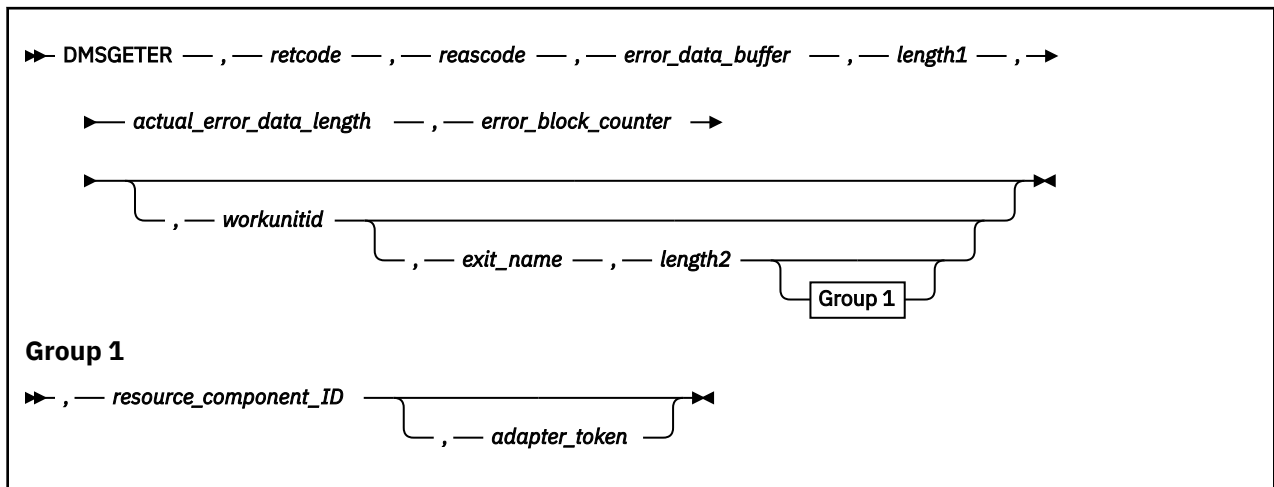 DMSGETER , retcode , reascode , error_data_buffer , length1 ,
actual_error_data_length , error_block_counter
, workunitid
, exit_name , length2
Group 1
Group 1
, resource_component_ID
, adapter_token